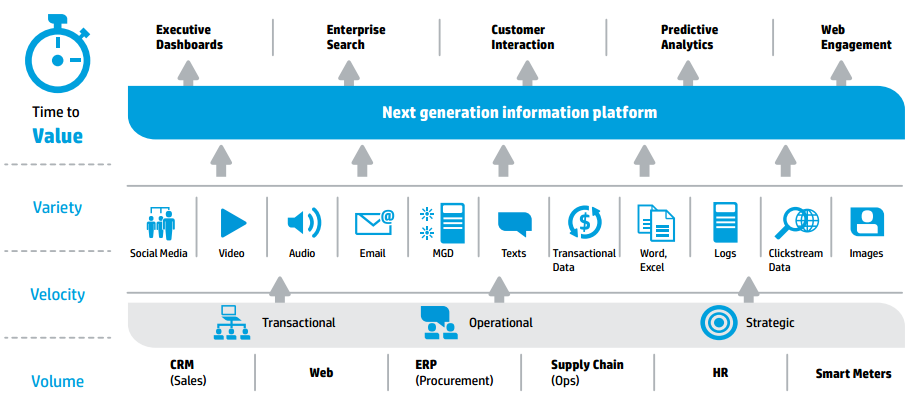 Executive
Dashboards
Enterprise
Search
Customer
Interaction
Predictive
Analytics
Web
Engagement
Time to
Value
Next generation information platform
Variety
@
$
Social Media
Video
Audio
Email
MGD
Texts
Transactional
Data
Word,
Excel
Logs
Clickstream
Data
Images
Velocity
Transactional
Operational
Strategic
Volume
CRM
(Sales)
Web
ERP
(Procurement)
Supply Chain
(Ops)
HR
Smart Meters